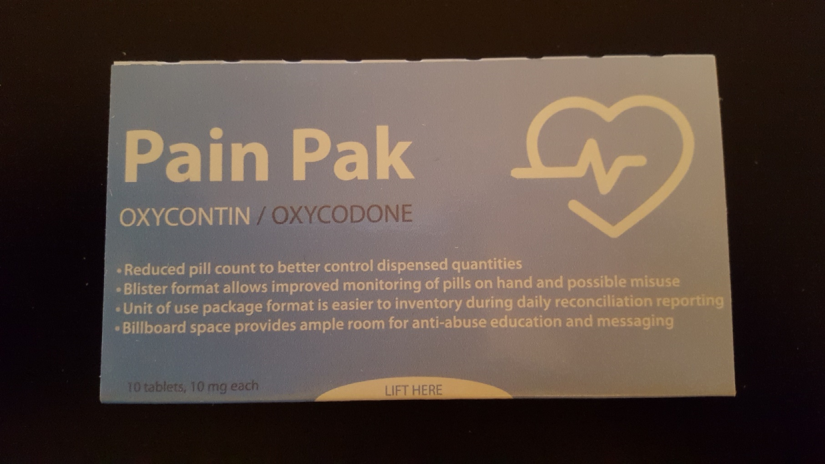 Pain Pak
OXYCONTIN / OXYCODONE
• Reduced pill count to better control dispensed quantities
• Blister format allows improved monitoring of pills on hand and possible misuse
• Unit of use package format is easier to inventory during daily reconciliation reporting
• Billboard space provides ample room for anti-abuse education and messaging
10 tablets, 10 mg each
LIFT HERE